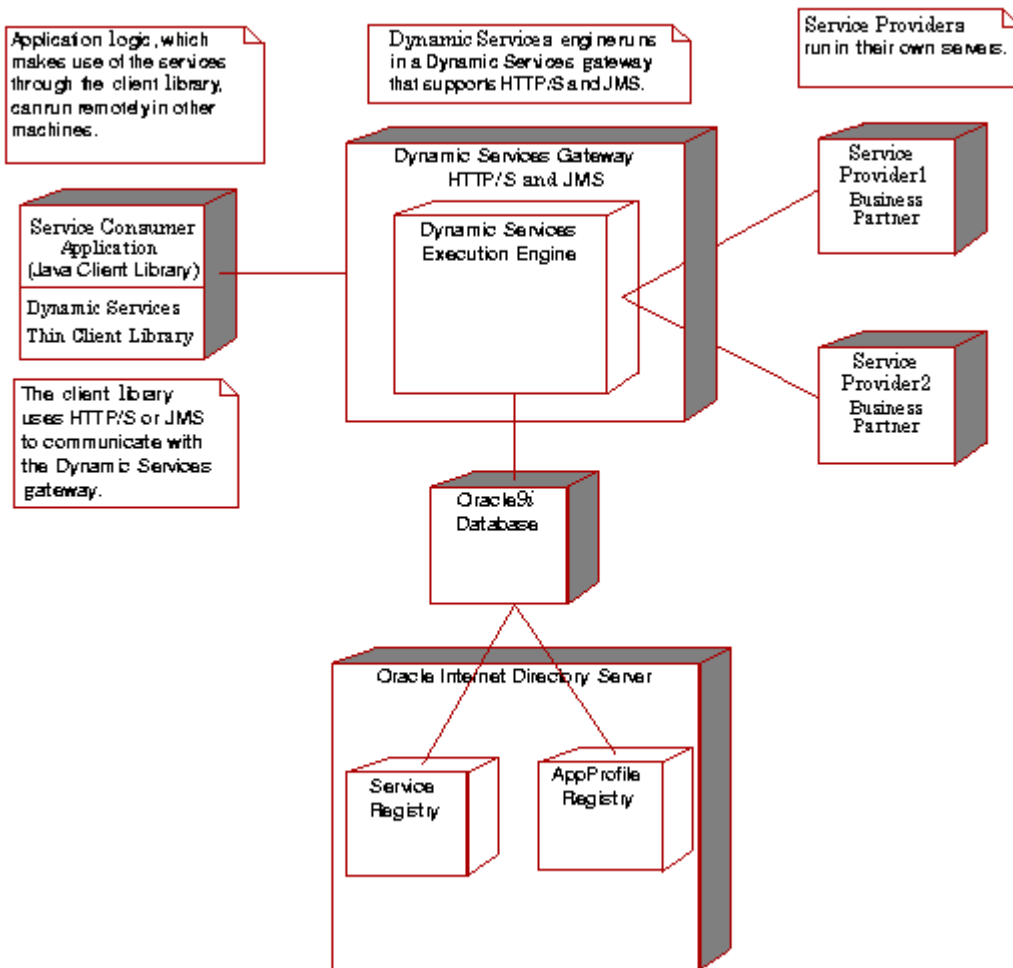 Application logic, which
makes use of the services
through the client library,
can run remotely in other
machines.
Dynamic Services engine runs
in a Dynamic Services gateway
that supports HTTP/S and JMS.
Service Providers
run in their own servers.
Dynamic Services Gateway
HTTP/S and JMS
Dynamic Services
Execution Engine
Service
Provider1
Business
Partner
Service Consumer
Application
(Java Client Library)
Dynamic Services
Thin Client Library
Service
Provider2
Business
Partner
The client library
uses HTTP/S or JMS
to communicate with
the Dynamic Services
gateway.
Oracle9i
Database
Oracle Internet Directory Server
Service
Registry
AppProfile
Registry